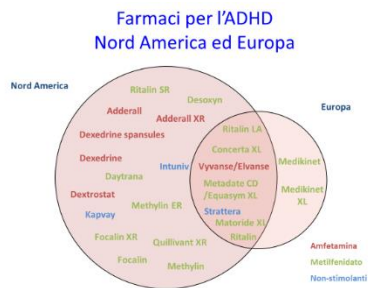 Farmaci per l'ADHD
Nord America ed Europa
Nord America
Europa
Ritalin SR
Desoxyn
Adderall
Adderall XR
Dexedrine spansules
Dexedrine
Intuniv
Daytrana
Dextrostat
Kapvay
Methylin ER
Focalin XR
Quillivant XR
Focalin
Methylin
Ritalin LA
Concerta XL
Vyvanse/Elvanse
Metadate CD
/Equasym XL
Strattera
Matoride XL
Ritalin
Medikinet
Medikinet
XL
Amfetamina
Metilfenidato
Non-stimolanti